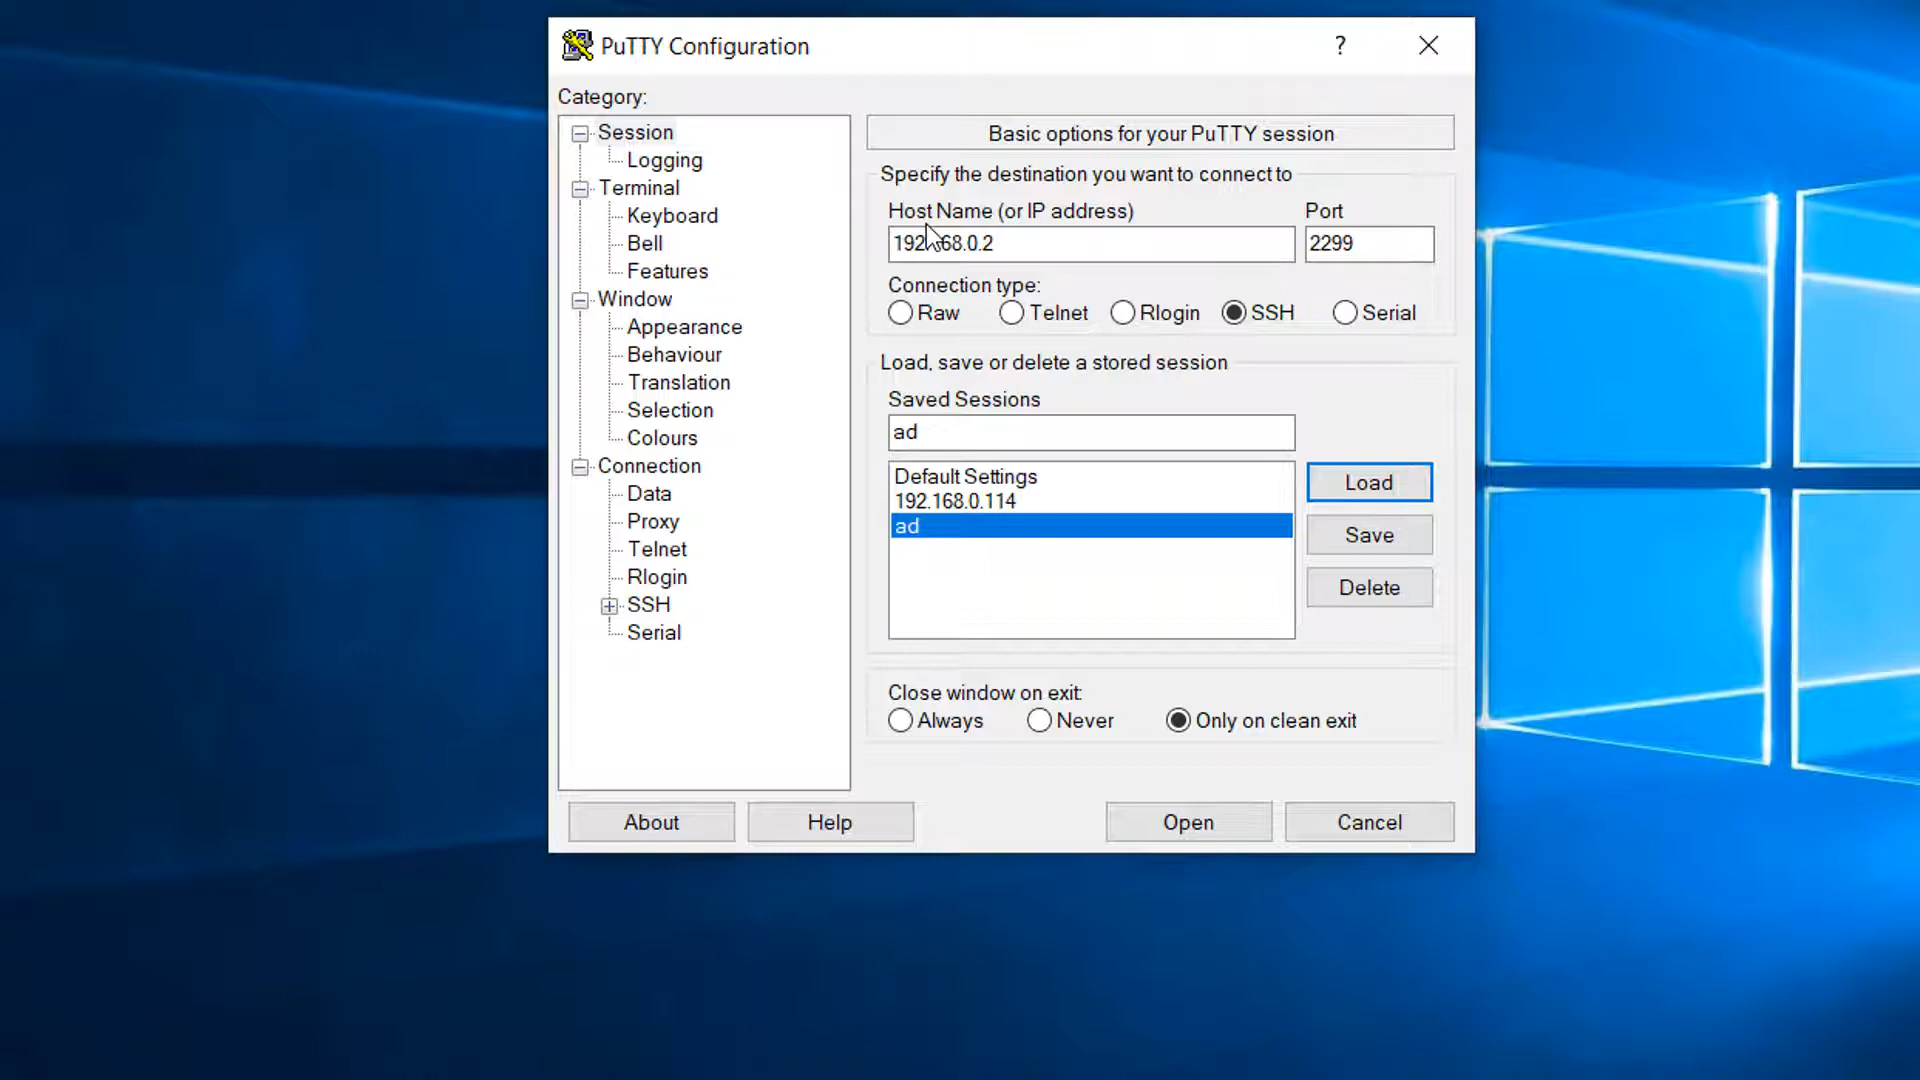 PuTTY Configuration
?
Category:
Session
Logging
Terminal
Keyboard
Bell
Features
Window
Appearance
Behaviour
Translation
Selection
Colours
Connection
Data
Proxy
Telnet
Rlogin
SSH
Serial
Basic options for your PuTTY session
Specify the destination you want to connect to
Host Name (or IP address) Port
68.0.2 2299
Connection type:
Raw Telnet Rlogin SSH Serial
Load, save or delete a stored session
Saved Sessions
ad
Default Settings
192.168.0.114
ad
Load
Save
Delete
Close window on exit:
Always Never Only on clean exit
About Help Open Cancel